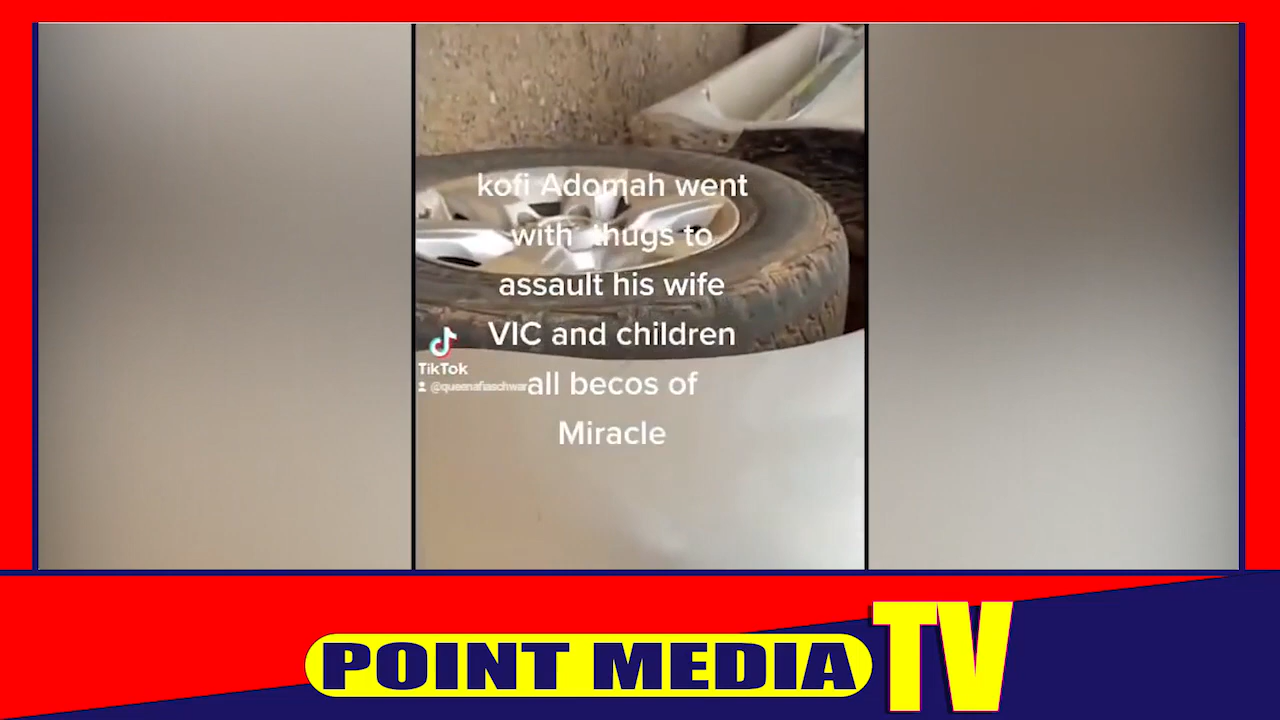 kofi Adomah went
with thugs to
assault his wife
VIC and children
all becos of
Miracle
TikTok
@queenafiaschwar
POINT MEDIA TV